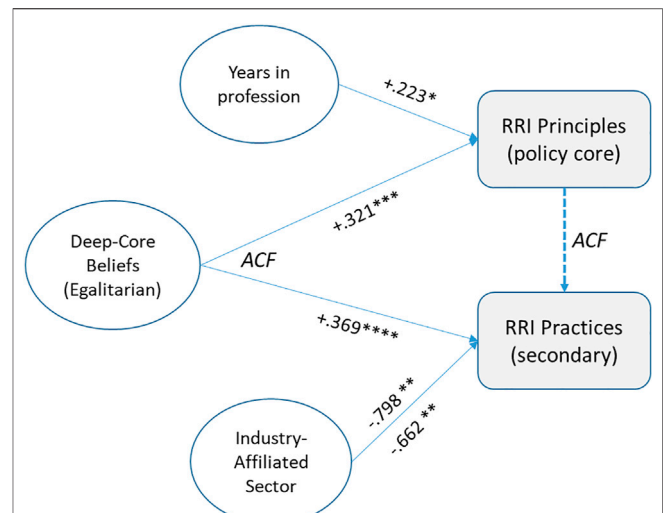 Years in
profession
+.223*
RRI Principles
(policy core)
+.321***
Deep-Core
Beliefs
(Egalitarian)
ACF
ACF
+.369****
RRI Practices
(secondary)
-.798 **
-.662 **
Industry-
Affiliated
Sector